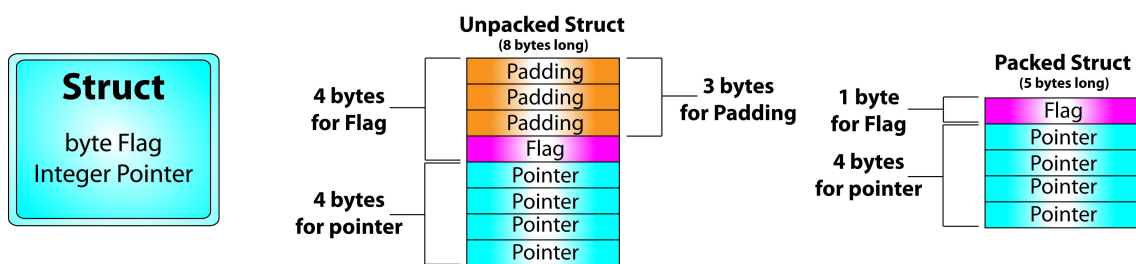 Struct
byte Flag
Integer Pointer
Unpacked Struct
(8 bytes long)
4 bytes
for Flag
4 bytes
for pointer
Padding
Padding
Padding
Flag
Pointer
Pointer
Pointer
Pointer
3 bytes
for Padding
Packed Struct
(5 bytes long)
1 byte
for Flag
4 bytes
for pointer
Flag
Pointer
Pointer
Pointer
Pointer